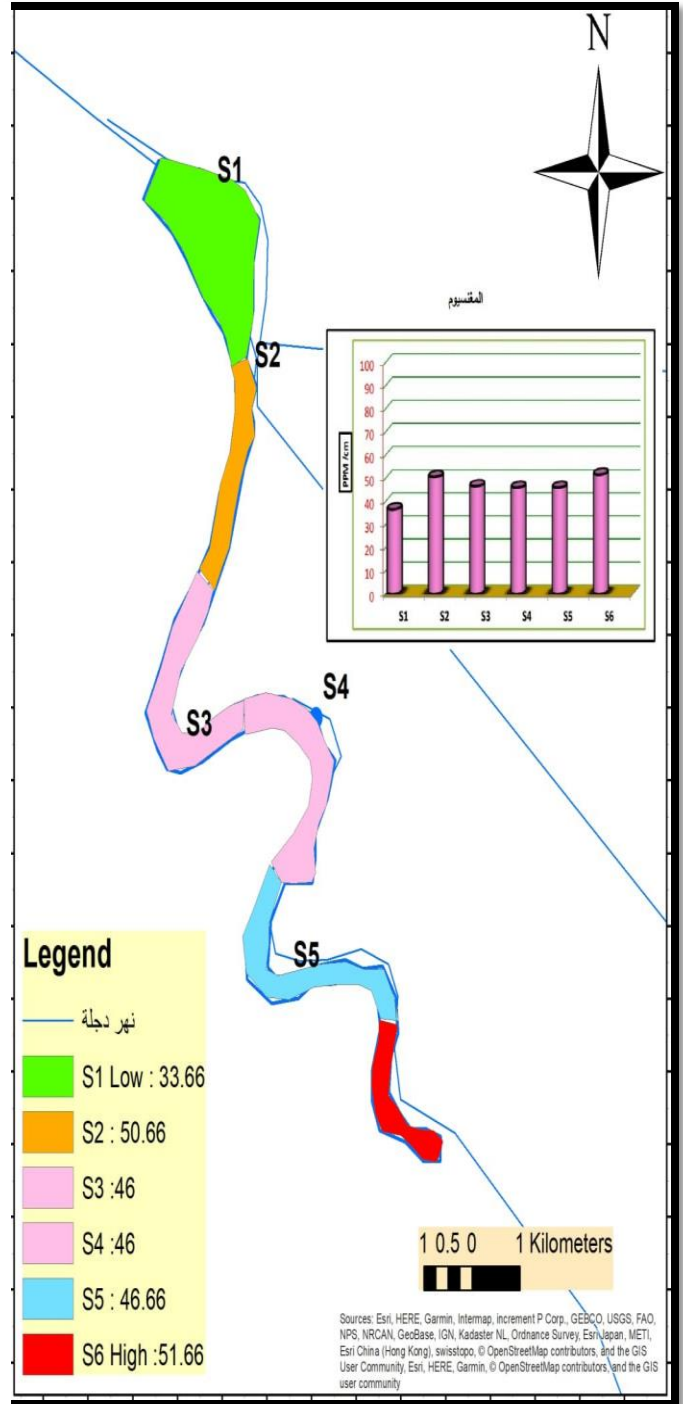 N
S1
S2
المغنسيوم
PPM /cm
100
90
80
70
60
50
40
30
20
10
0
S1 S2 S3 S4 S5 S6
S4
S3
S5
Legend
نهر دجلة
S1 Low : 33.66
S2 : 50.66
S3 :46
S4 :46
S5 : 46.66
S6 High :51.66
1 0.5 0 1 Kilometers
Sources: Esri, HERE, Garmin, Intermap, increment P Corp., GEBCO, USGS, FAO,
NPS, NRCAN, GeoBase, IGN, Kadaster NL, Ordnance Survey, Esri Japan, METI,
Esri China (Hong Kong), swisstopo, © OpenStreetMap contributors, and the GIS
User Community, Esri, HERE, Garmin, © OpenStreetMap contributors, and the GIS
user community